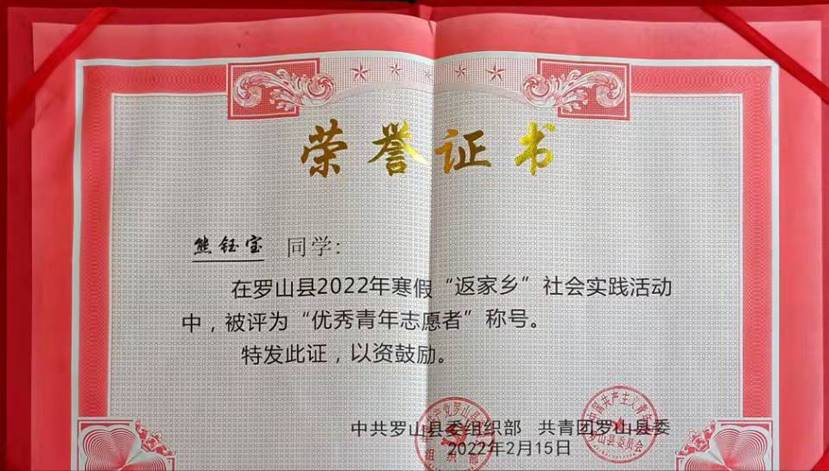 荣誉证书
熊钰宝 同学:
在罗山县2022年寒假“返家乡”社会实践活动
中，被评为“优秀青年志愿者”称号。
特发此证，以资鼓励。
中共罗山县委组织部 共青团罗山县委
2022年2月15日